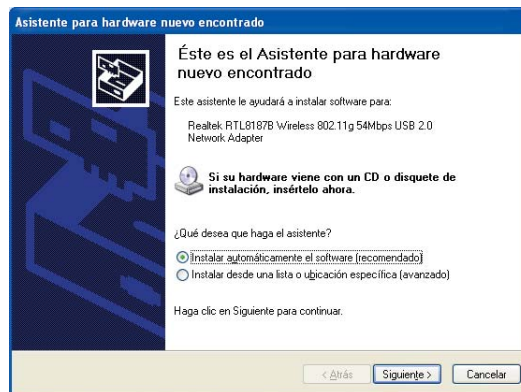 Asistente para hardware nuevo encontrado
Éste es el Asistente para hardware
nuevo encontrado
Este asistente le ayudará a instalar software para:
Realtek RTL8187B Wireless 802.11g 54Mbps USB 2.0
Network Adapter
Si su hardware viene con un CD o disquete de
instalación, insértelo ahora.
¿Qué desea que haga el asistente?
Instalar automáticamente el software (recomendado)
Instalar desde una lista o ubicación específica (avanzado)
Haga clic en Siguiente para continuar.
< Atrás Siguiente > Cancelar